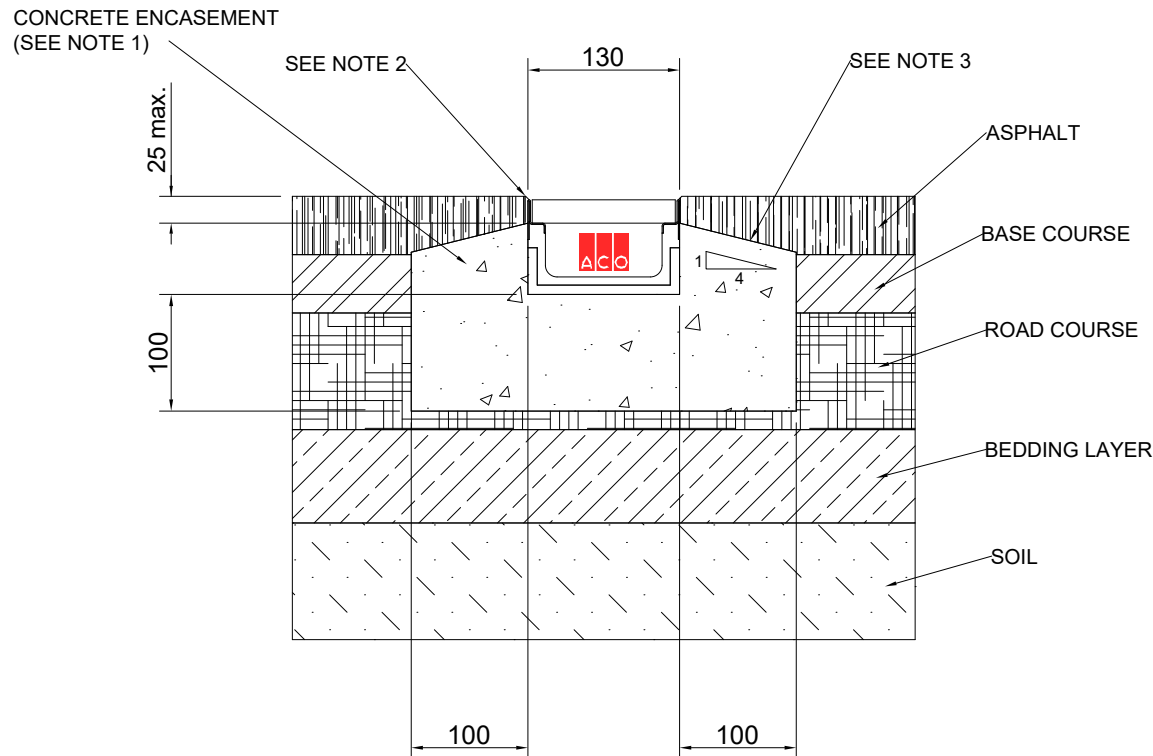 CONCRETE ENCASEMENT
(SEE NOTE 1)
SEE NOTE 2
130
SEE NOTE 3
25 max.
ASPHALT
BASE COURSE
ACO
1
4
ROAD COURSE
100
BEDDING LAYER
SOIL
100
100